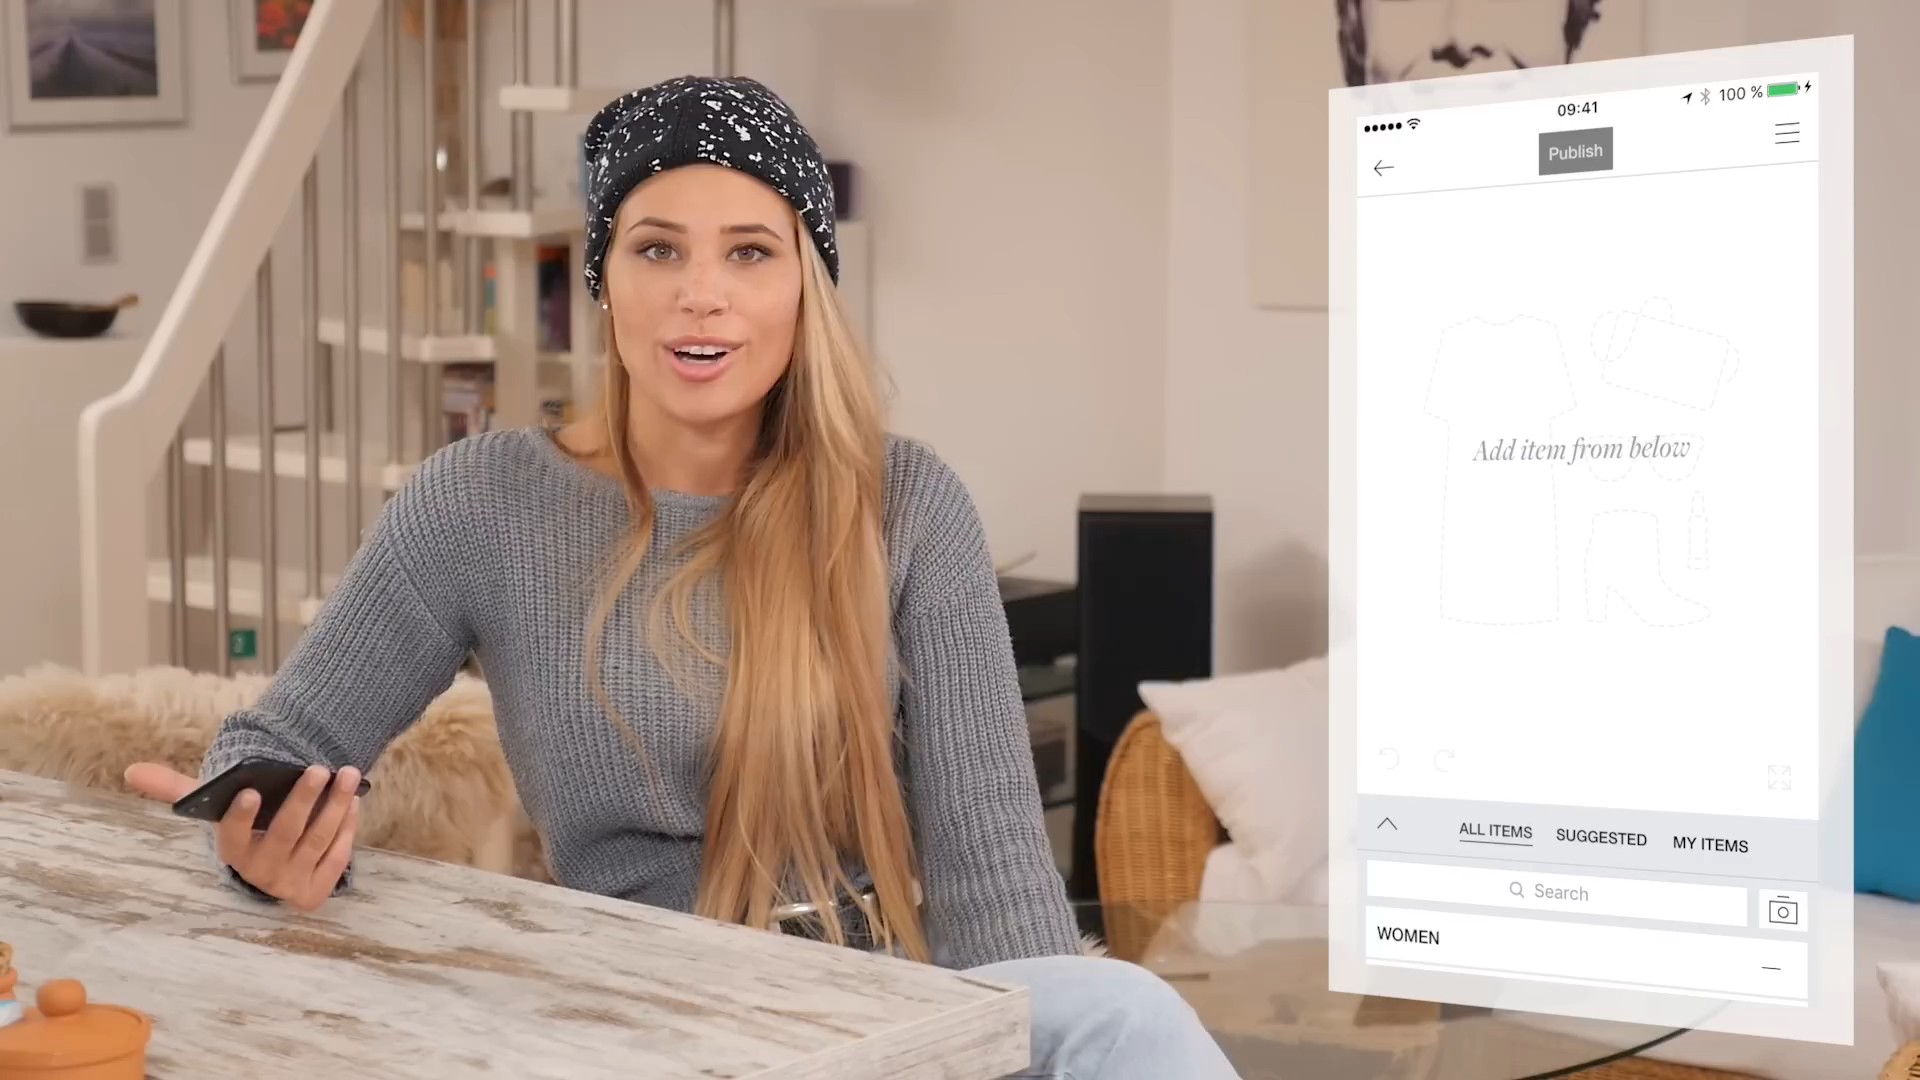 09:41
100 %
Publish
Add item from below
ALL ITEMS
SUGGESTED
MY ITEMS
Search
WOMEN